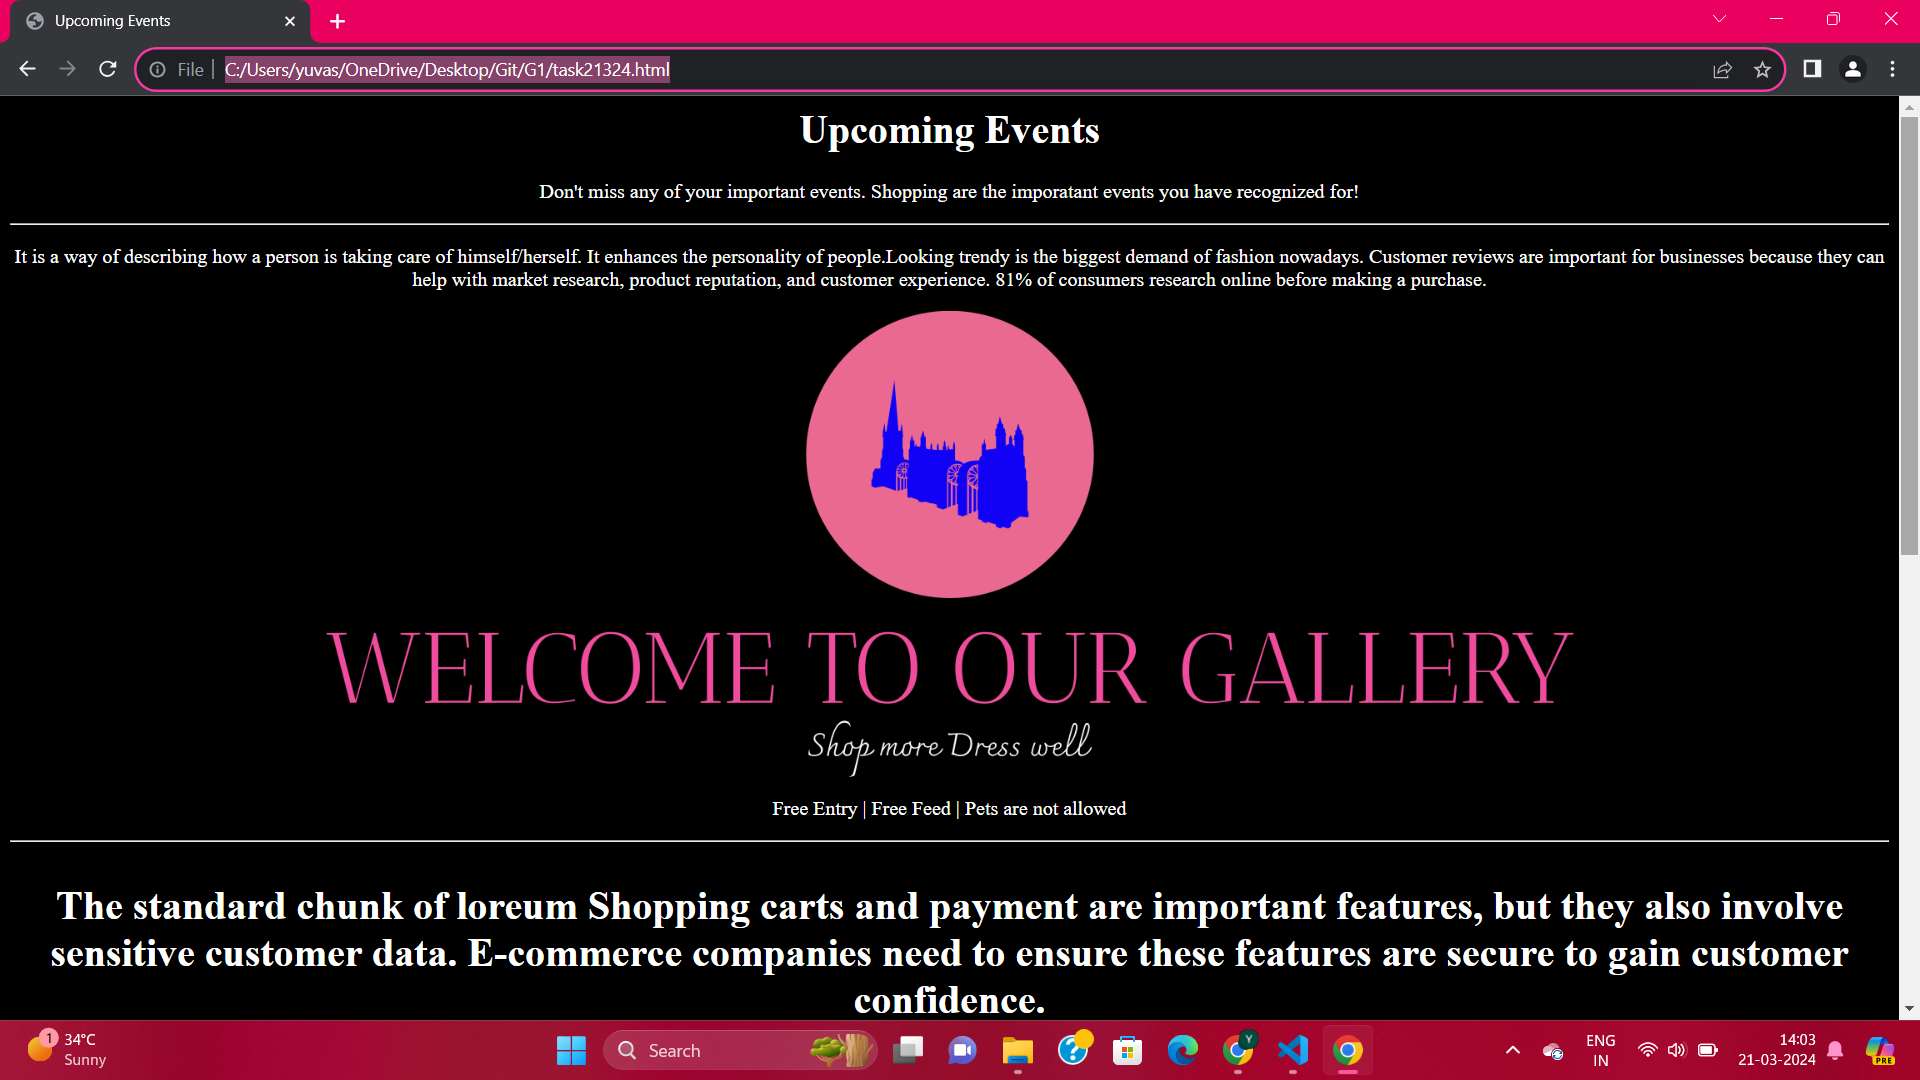 Upcoming Events
File
C:/Users/yuvas/OneDrive/Desktop/Git/G1/task21324.html
Upcoming Events
Don't miss any of your important events. Shopping are the imporatant events you have recognized for!
It is a way of describing how a person is taking care of himself/herself. It enhances the personality of people.Looking trendy is the biggest demand of fashion nowadays. Customer reviews are important for businesses because they can
help with market research, product reputation, and customer experience. 81% of consumers research online before making a purchase.
WELCOME TO OUR GALLERY
Shop more Dress well
Free Entry | Free Feed | Pets are not allowed
The standard chunk of loreum Shopping carts and payment are important features, but they also involve
sensitive customer data. E-commerce companies need to ensure these features are secure to gain customer
confidence.
1
34°C
Sunny
Search
Y
ENG
IN
14:03
21-03-2024
PRE